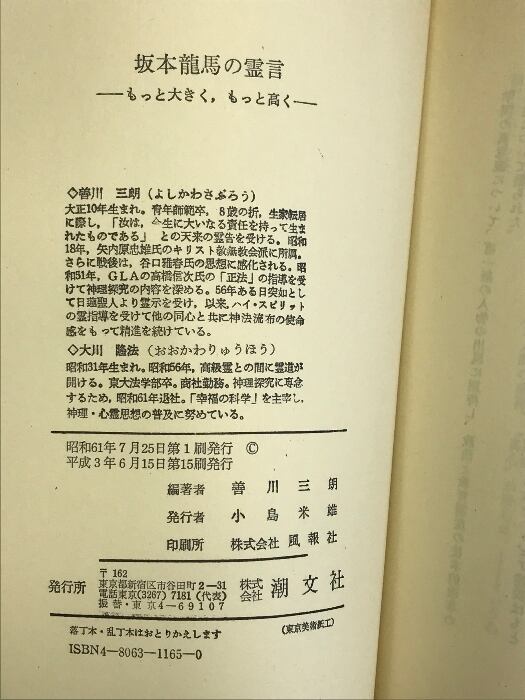 坂本龍馬の霊言
――もっと大きく，もっと高く――
◇善川　三朗（よしかわさぶろう）
大正10年生まれ。青年師範卒，8歳の折，生家転居
に際し，「汝は，今生に大いなる責任を持って生ま
れたものである」との天来の霊告を受ける。昭和
18年，矢内原忠雄氏のキリスト教無教会派に所属。
さらに戦後は，谷口雅春氏の思想に感化される。昭
和51年，GLAの高橋信次氏の「正法」の指導を受
けて神理探究の内容を深める。56年ある日突如とし
て日蓮聖人より霊示を受け，以来，ハイ・スピリット
の霊指導を受けて他の同心と共に神法流布の使命
感をもって精進を続けている。
◇大川　隆法（おおかわりゅうほう）
昭和31年生まれ。昭和56年，高級霊との間に霊道が
開ける。東大法学部卒。商社勤務。神理探究に専念
するため，昭和61年退社。「幸福の科学」を主宰し，
神理・心霊思想の普及に努めている。
昭和61年7月25日第1刷発行　©
平成3年6月15日第15刷発行
編著者　善川三朗
発行者　小島米雄
印刷所　株式会社　風報社
発行所
〒162
東京都新宿区市谷田町2―31
電話東京(3267)7181(代表)
振替・東京4―69107
株式会社　潮文社
落丁本・乱丁本はおとりかえします
（東京美術紙工）
ISBN4―8063―1165―0